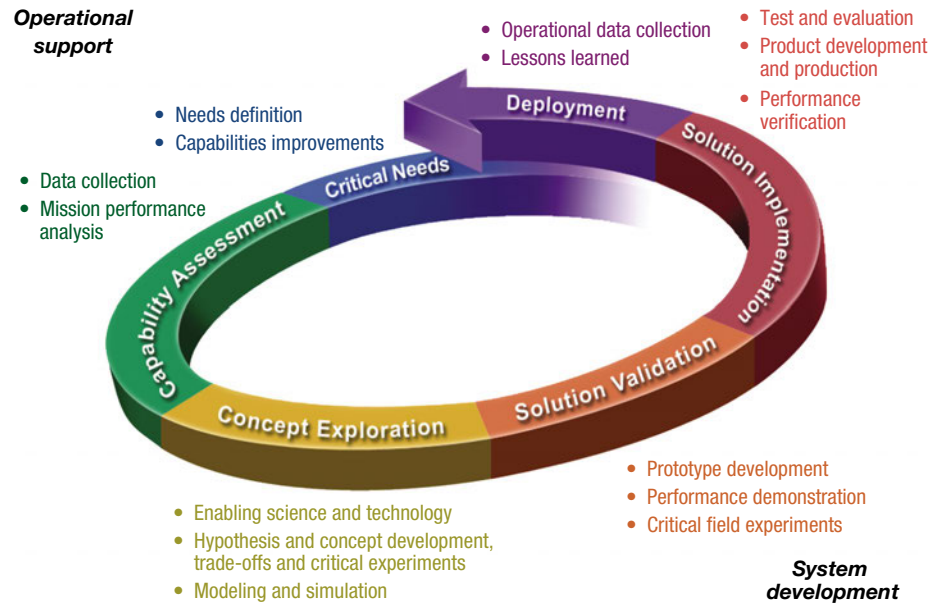 Operational
support
• Operational data collection
• Lessons learned
• Test and evaluation
• Product development
and production
• Performance
verification
• Needs definition
• Capabilities improvements
• Data collection
• Mission performance
analysis
Deployment
Solution Implementation
Critical Needs
Capability Assessment
Concept Exploration
Solution Validation
• Enabling science and technology
• Hypothesis and concept development,
trade-offs and critical experiments
• Modeling and simulation
• Prototype development
• Performance demonstration
• Critical field experiments
System
development